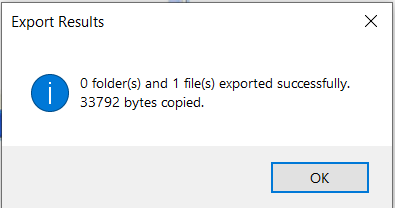 Export Results
0 folder(s) and 1 file(s) exported successfully.
33792 bytes copied.
OK